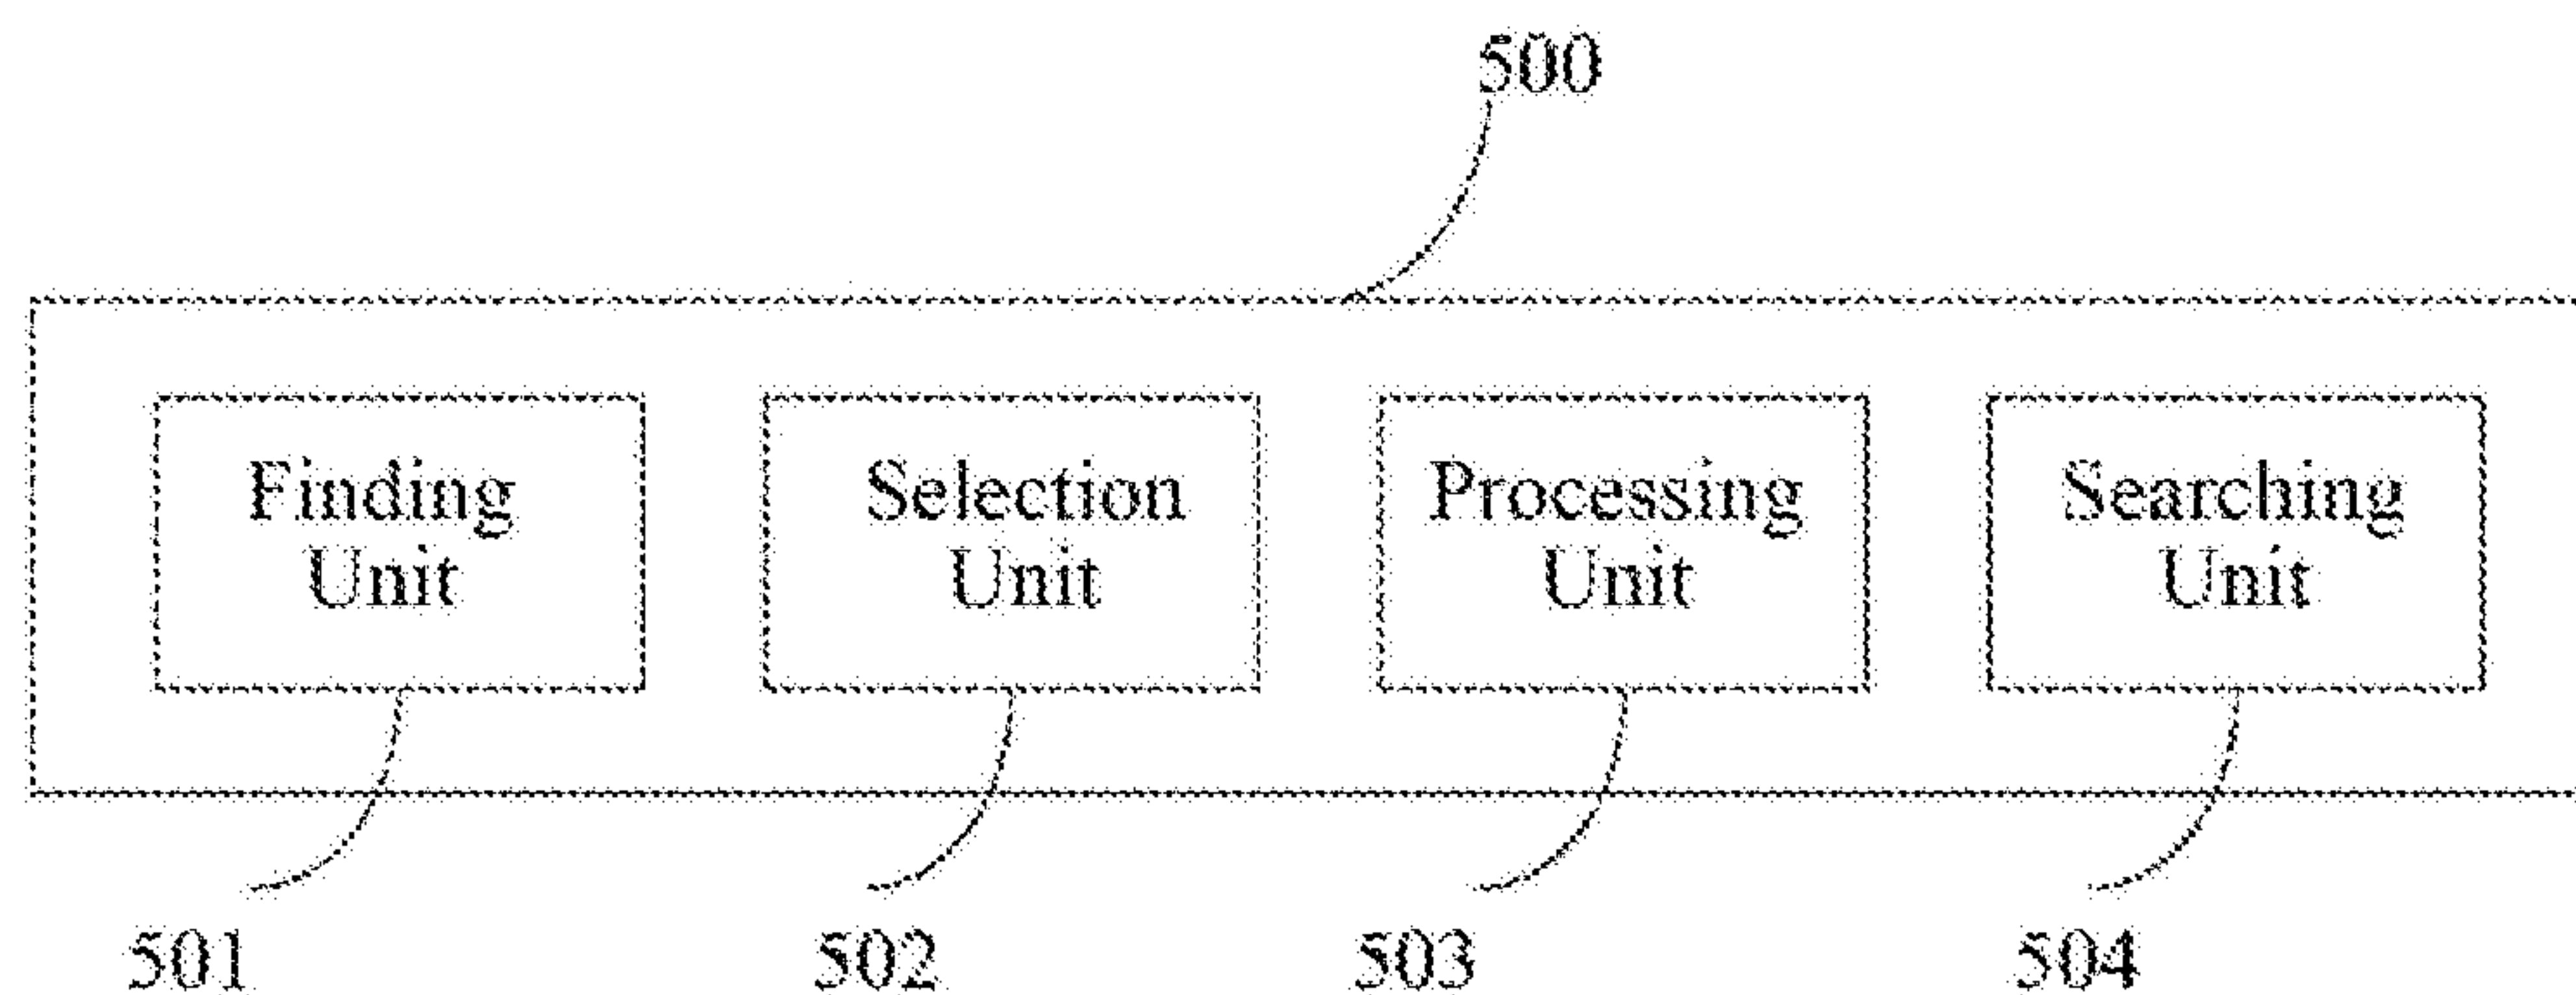 500
Finding
Unit
Selection
Unit
Processing
Unit
Searching
Unit
501
502
503
504